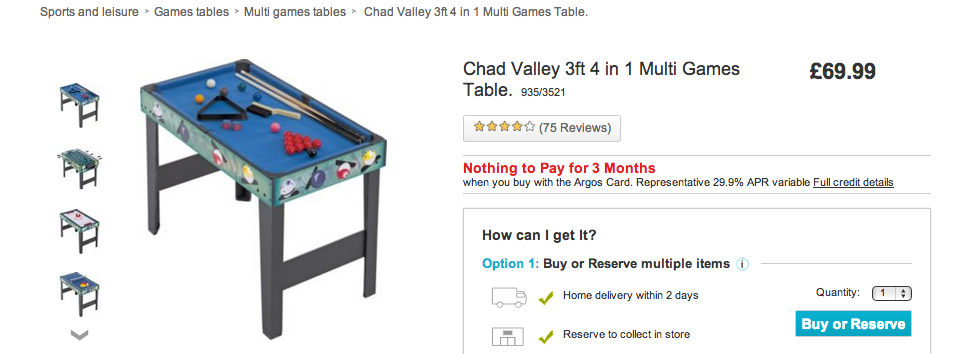 Sports and leisure > Games tables > Multi games tables > Chad Valley 3ft 4 in 1 Multi Games Table.
Chad Valley 3ft 4 in 1 Multi Games
Table. 935/3521
£69.99
(75 Reviews)
Nothing to Pay for 3 Months
when you buy with the Argos Card. Representative 29.9% APR variable Full credit details
How can I get It?
Option 1: Buy or Reserve multiple items i
Home delivery within 2 days
Quantity: 1
Buy or Reserve
Reserve to collect in store